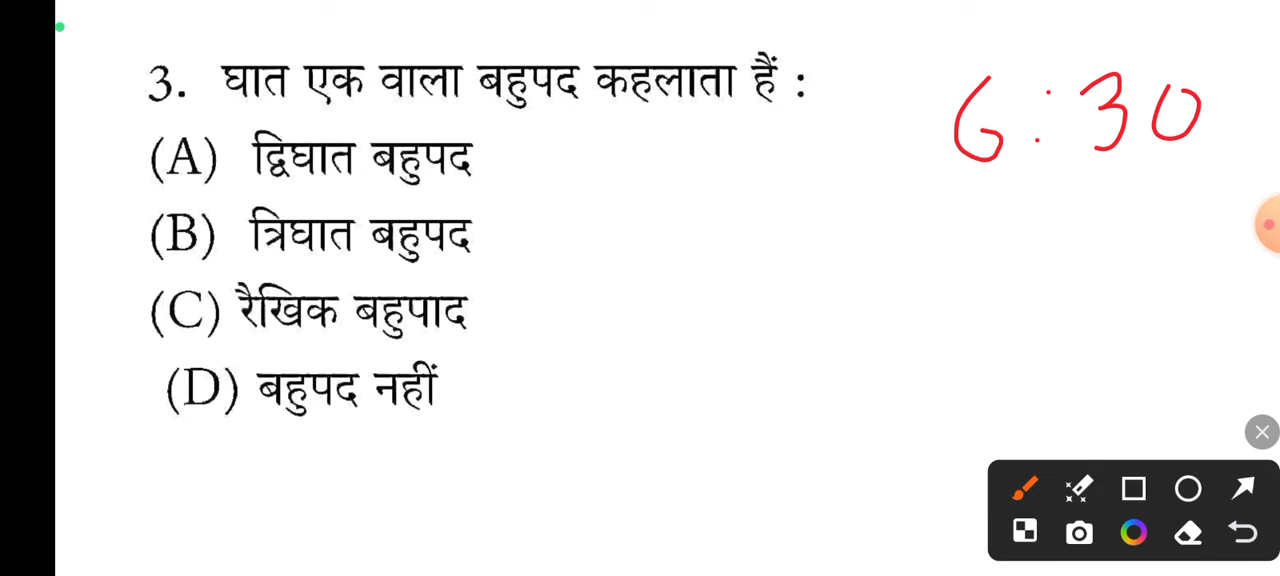 3. घात एक वाला बहुपद कहलाता हैं :
6:30
(A) द्विघात बहुपद
(B) त्रिघात बहुपद
(C) रैखिक बहुपाद
(D) बहुपद नहीं